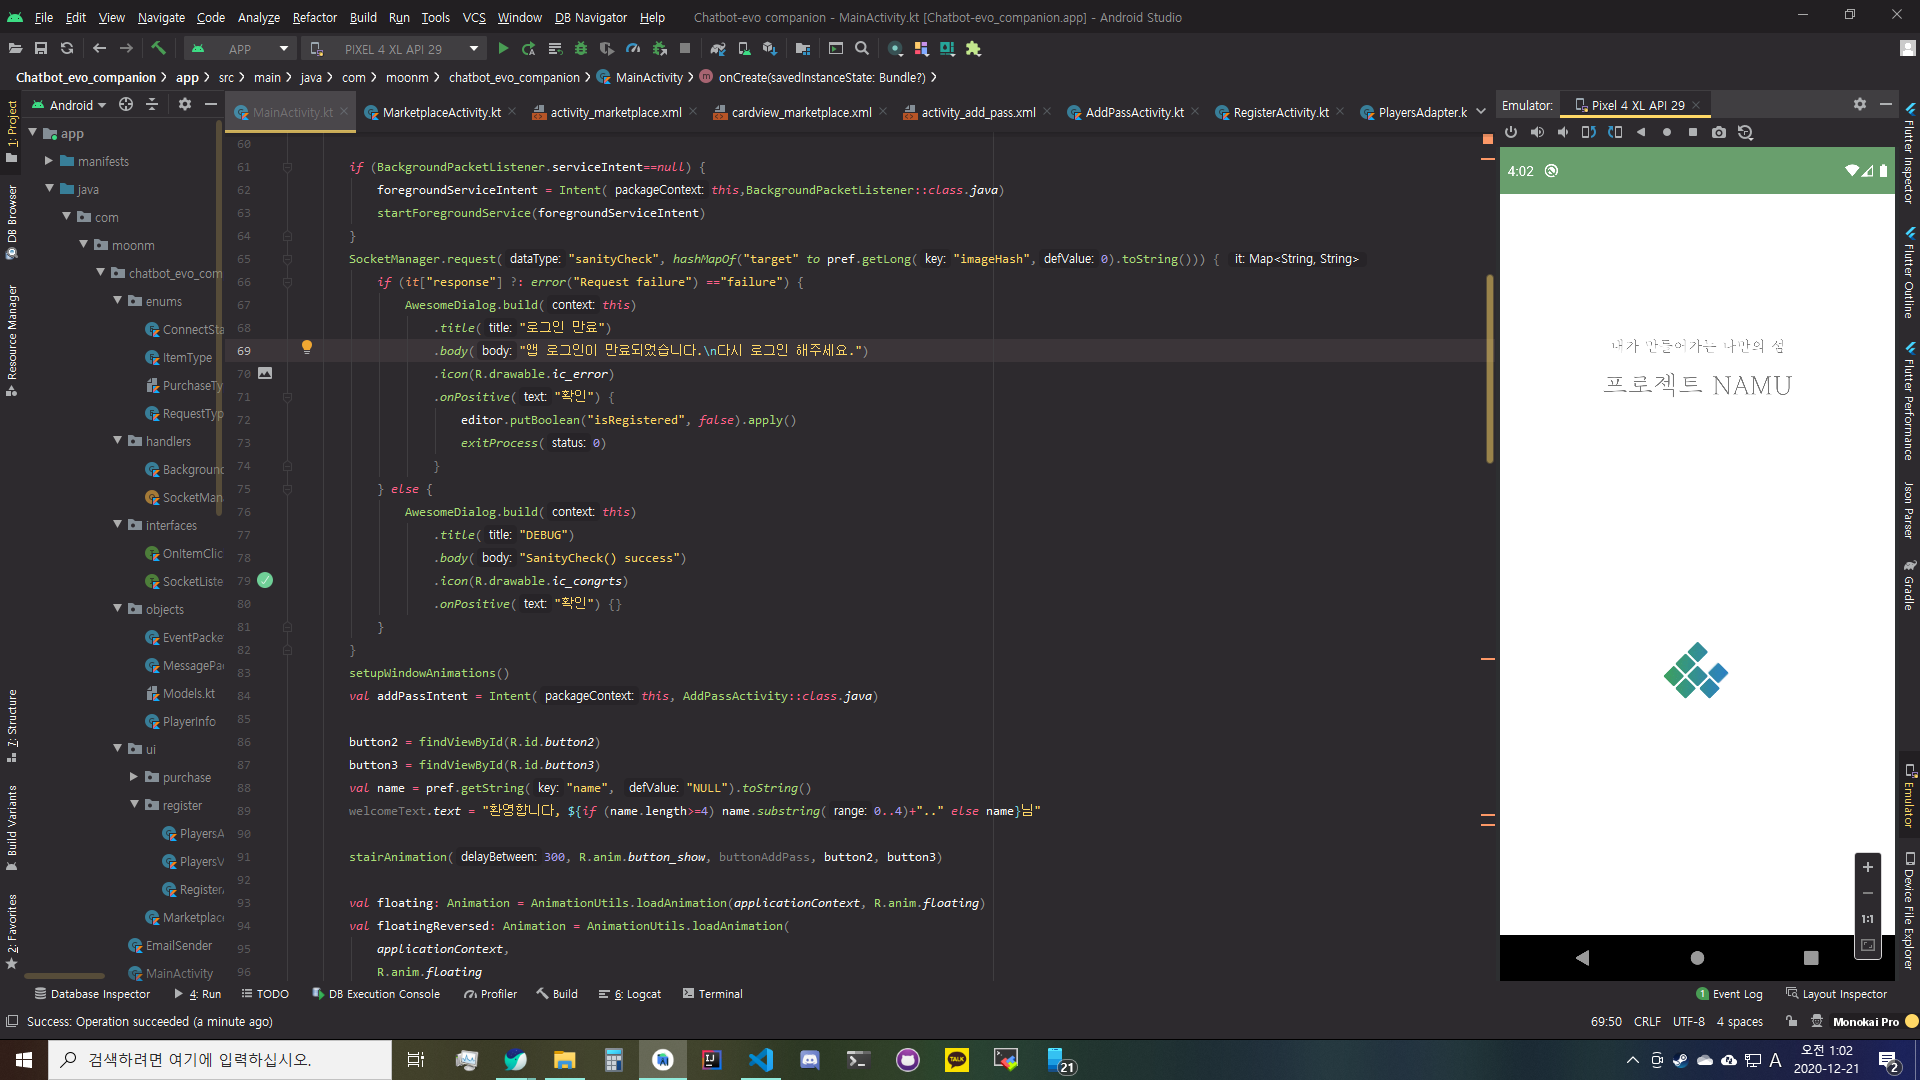 File Edit View Navigate Code Analyze Refactor Build Run Tools VCS Window DB Navigator Help Chatbot-evo companion - MainActivity.kt [Chatbot-evo_companion.app] - Android Studio
APP PIXEL 4 XL API 29
Chatbot_evo_companion app src main java com moonm chatbot_evo_companion MainActivity onCreate(savedInstanceState: Bundle?)
Android
MainActivity.kt MarketplaceActivity.kt activity_marketplace.xml cardview_marketplace.xml activity_add_pass.xml AddPassActivity.kt RegisterActivity.kt PlayersAdapter.k
Emulator: Pixel 4 XL API 29
1: Project
DB Browser
Resource Manager
7: Structure
Build Variants
2: Favorites
app
manifests
java
com
moonm
chatbot_evo_com
enums
ConnectSta
ItemType
PurchaseTy
RequestTyp
handlers
Background
SocketMan
interfaces
OnItemClic
SocketListe
objects
EventPacke
MessagePa
Models.kt
PlayerInfo
ui
purchase
register
PlayersA
PlayersV
Register
Marketplac
EmailSender
MainActivity
60
61 if (BackgroundPacketListener.serviceIntent==null) {
62 foregroundServiceIntent = Intent( packageContext: this,BackgroundPacketListener::class.java)
63 startForegroundService(foregroundServiceIntent)
64 }
65 SocketManager.request( dataType: "sanityCheck", hashMapOf("target" to pref.getLong( key: "imageHash", defValue: 0).toString())) { it: Map<String, String>
66 if (it["response"] ?: error("Request failure") =="failure") {
67 AwesomeDialog.build( context: this)
68 .title( title: "로그인 만료")
69 .body( body: "앱 로그인이 만료되었습니다.\n다시 로그인 해주세요.")
70 .icon(R.drawable.ic_error)
71 .onPositive( text: "확인") {
72 editor.putBoolean("isRegistered", false).apply()
73 exitProcess( status: 0)
74 }
75 } else {
76 AwesomeDialog.build( context: this)
77 .title( title: "DEBUG")
78 .body( body: "SanityCheck() success")
79 .icon(R.drawable.ic_congrts)
80 .onPositive( text: "확인") {}
81 }
82 }
83 setupWindowAnimations()
84 val addPassIntent = Intent( packageContext: this, AddPassActivity::class.java)
85
86 button2 = findViewById(R.id.button2)
87 button3 = findViewById(R.id.button3)
88 val name = pref.getString( key: "name", defValue: "NULL").toString()
89 welcomeText.text = "환영합니다, ${if (name.length>=4) name.substring( range: 0..4)+".." else name}님"
90
91 stairAnimation( delayBetween: 300, R.anim.button_show, buttonAddPass, button2, button3)
92
93 val floating: Animation = AnimationUtils.loadAnimation(applicationContext, R.anim.floating)
94 val floatingReversed: Animation = AnimationUtils.loadAnimation(
95 applicationContext,
96 R.anim.floating
4:02
내가 만들어가는 나만의 섬
프로젝트 NAMU
1:1
Flutter Inspector
Flutter Outline
Flutter Performance
Json Parser
Gradle
Emulator
Device File Explorer
Database Inspector 4: Run TODO DB Execution Console Profiler Build 6: Logcat Terminal 1 Event Log Layout Inspector
Success: Operation succeeded (a minute ago) 69:50 CRLF UTF-8 4 spaces Monokai Pro
검색하려면 여기에 입력하십시오.
IJ
TALK
21
A
오전 1:02
2020-12-21
2